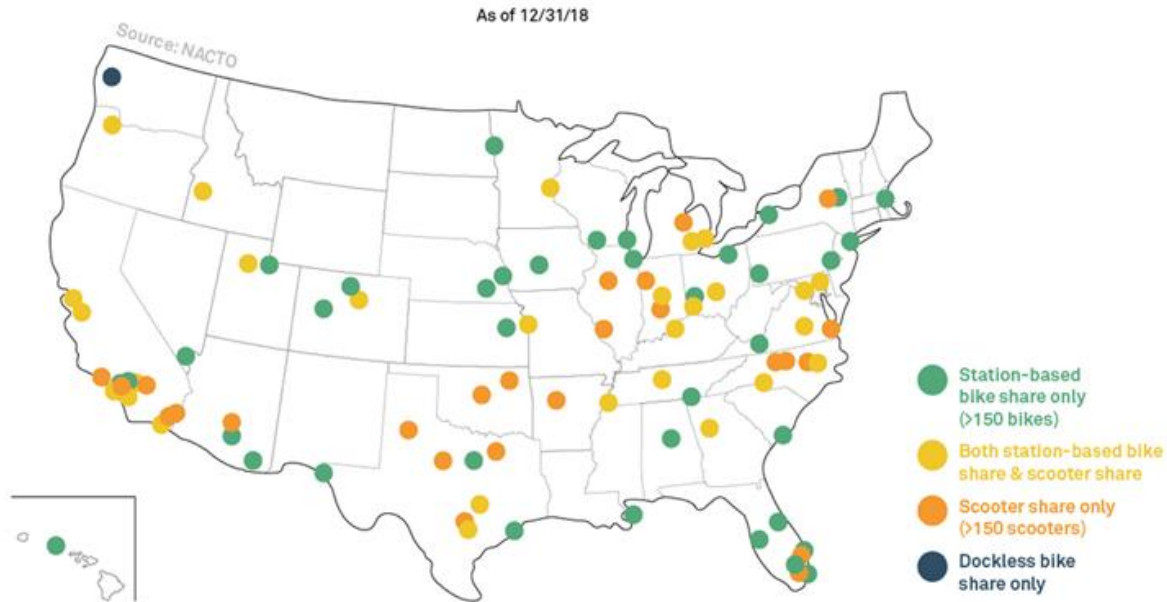 As of 12/31/18
Source: NACTO
Station-based
bike share only
(>150 bikes)
Both station-based bike
share & scooter share
Scooter share only
(>150 scooters)
Dockless bike
share only